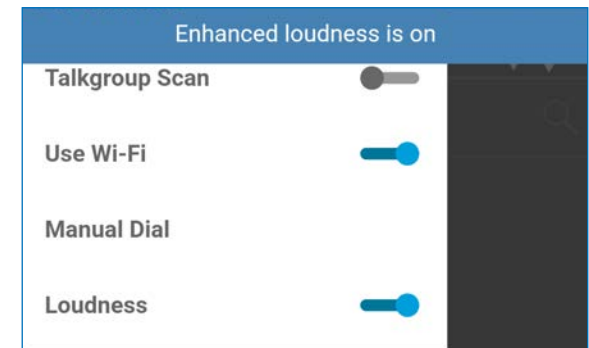 Enhanced loudness is on
Talkgroup Scan
Use Wi-Fi
Manual Dial
Loudness